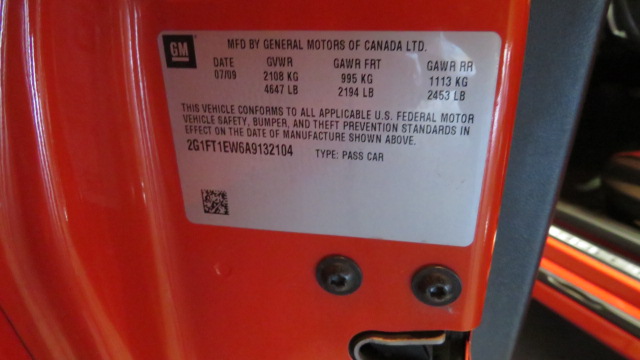 GM
MFD BY GENERAL MOTORS OF CANADA LTD.
DATE GVWR GAWR FRT GAWR RR
07/09 2108 KG 995 KG 1113 KG
4647 LB 2194 LB 2453 LB
THIS VEHICLE CONFORMS TO ALL APPLICABLE U.S. FEDERAL MOTOR
VEHICLE SAFETY, BUMPER, AND THEFT PREVENTION STANDARDS IN
EFFECT ON THE DATE OF MANUFACTURE SHOWN ABOVE.
2G1FT1EW6A9132104 TYPE: PASS CAR